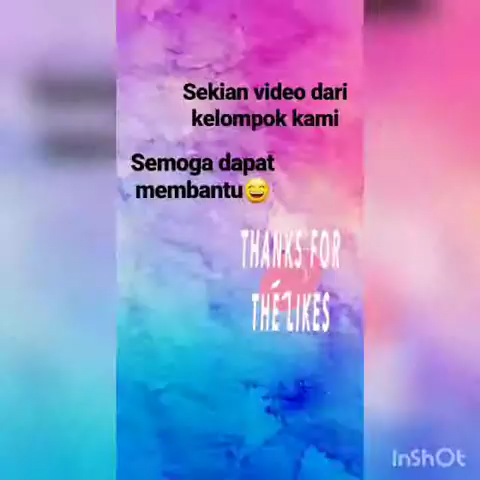 Sekian video dari
kelompok kami
Semoga dapat
membantu😄
THANKS FOR
THE LIKES
InShOt